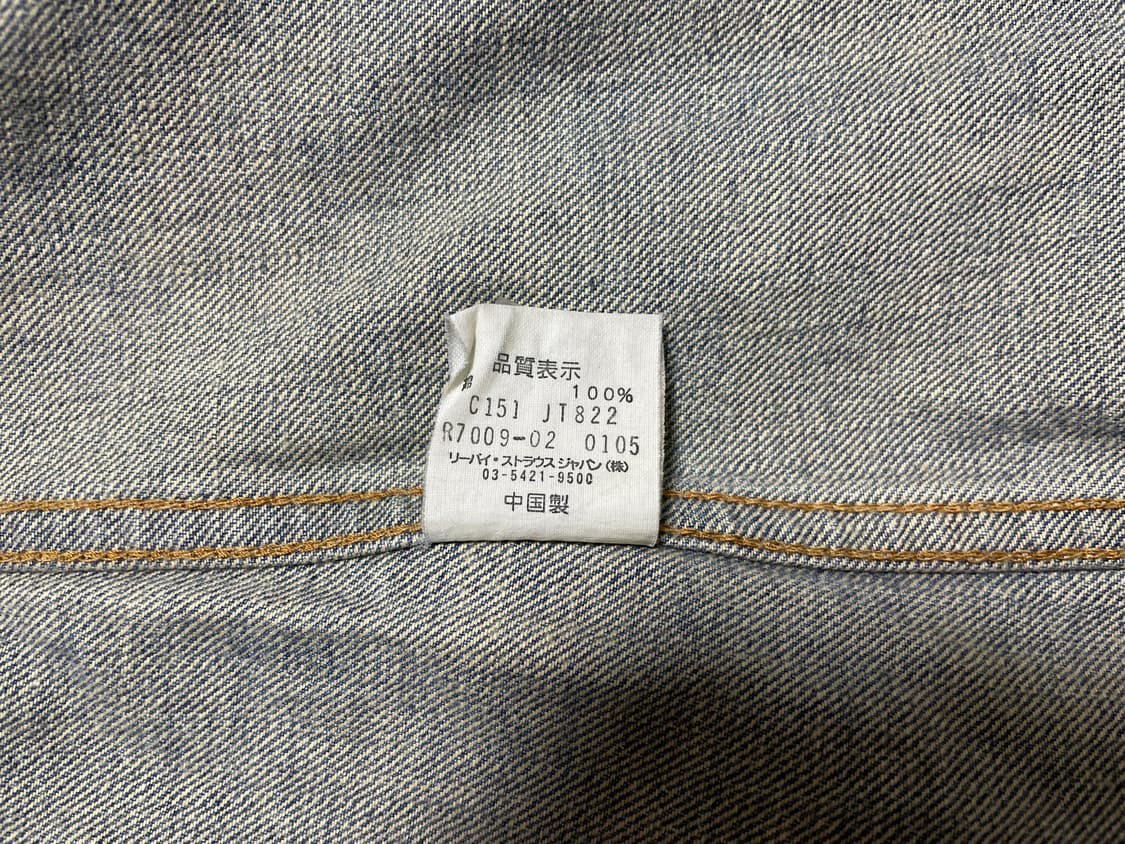 品質表示
100%
C151 JT822
R7009-02 0105
リーバイ・ストラウス ジャパン(株)
03-5421-9500
中国製